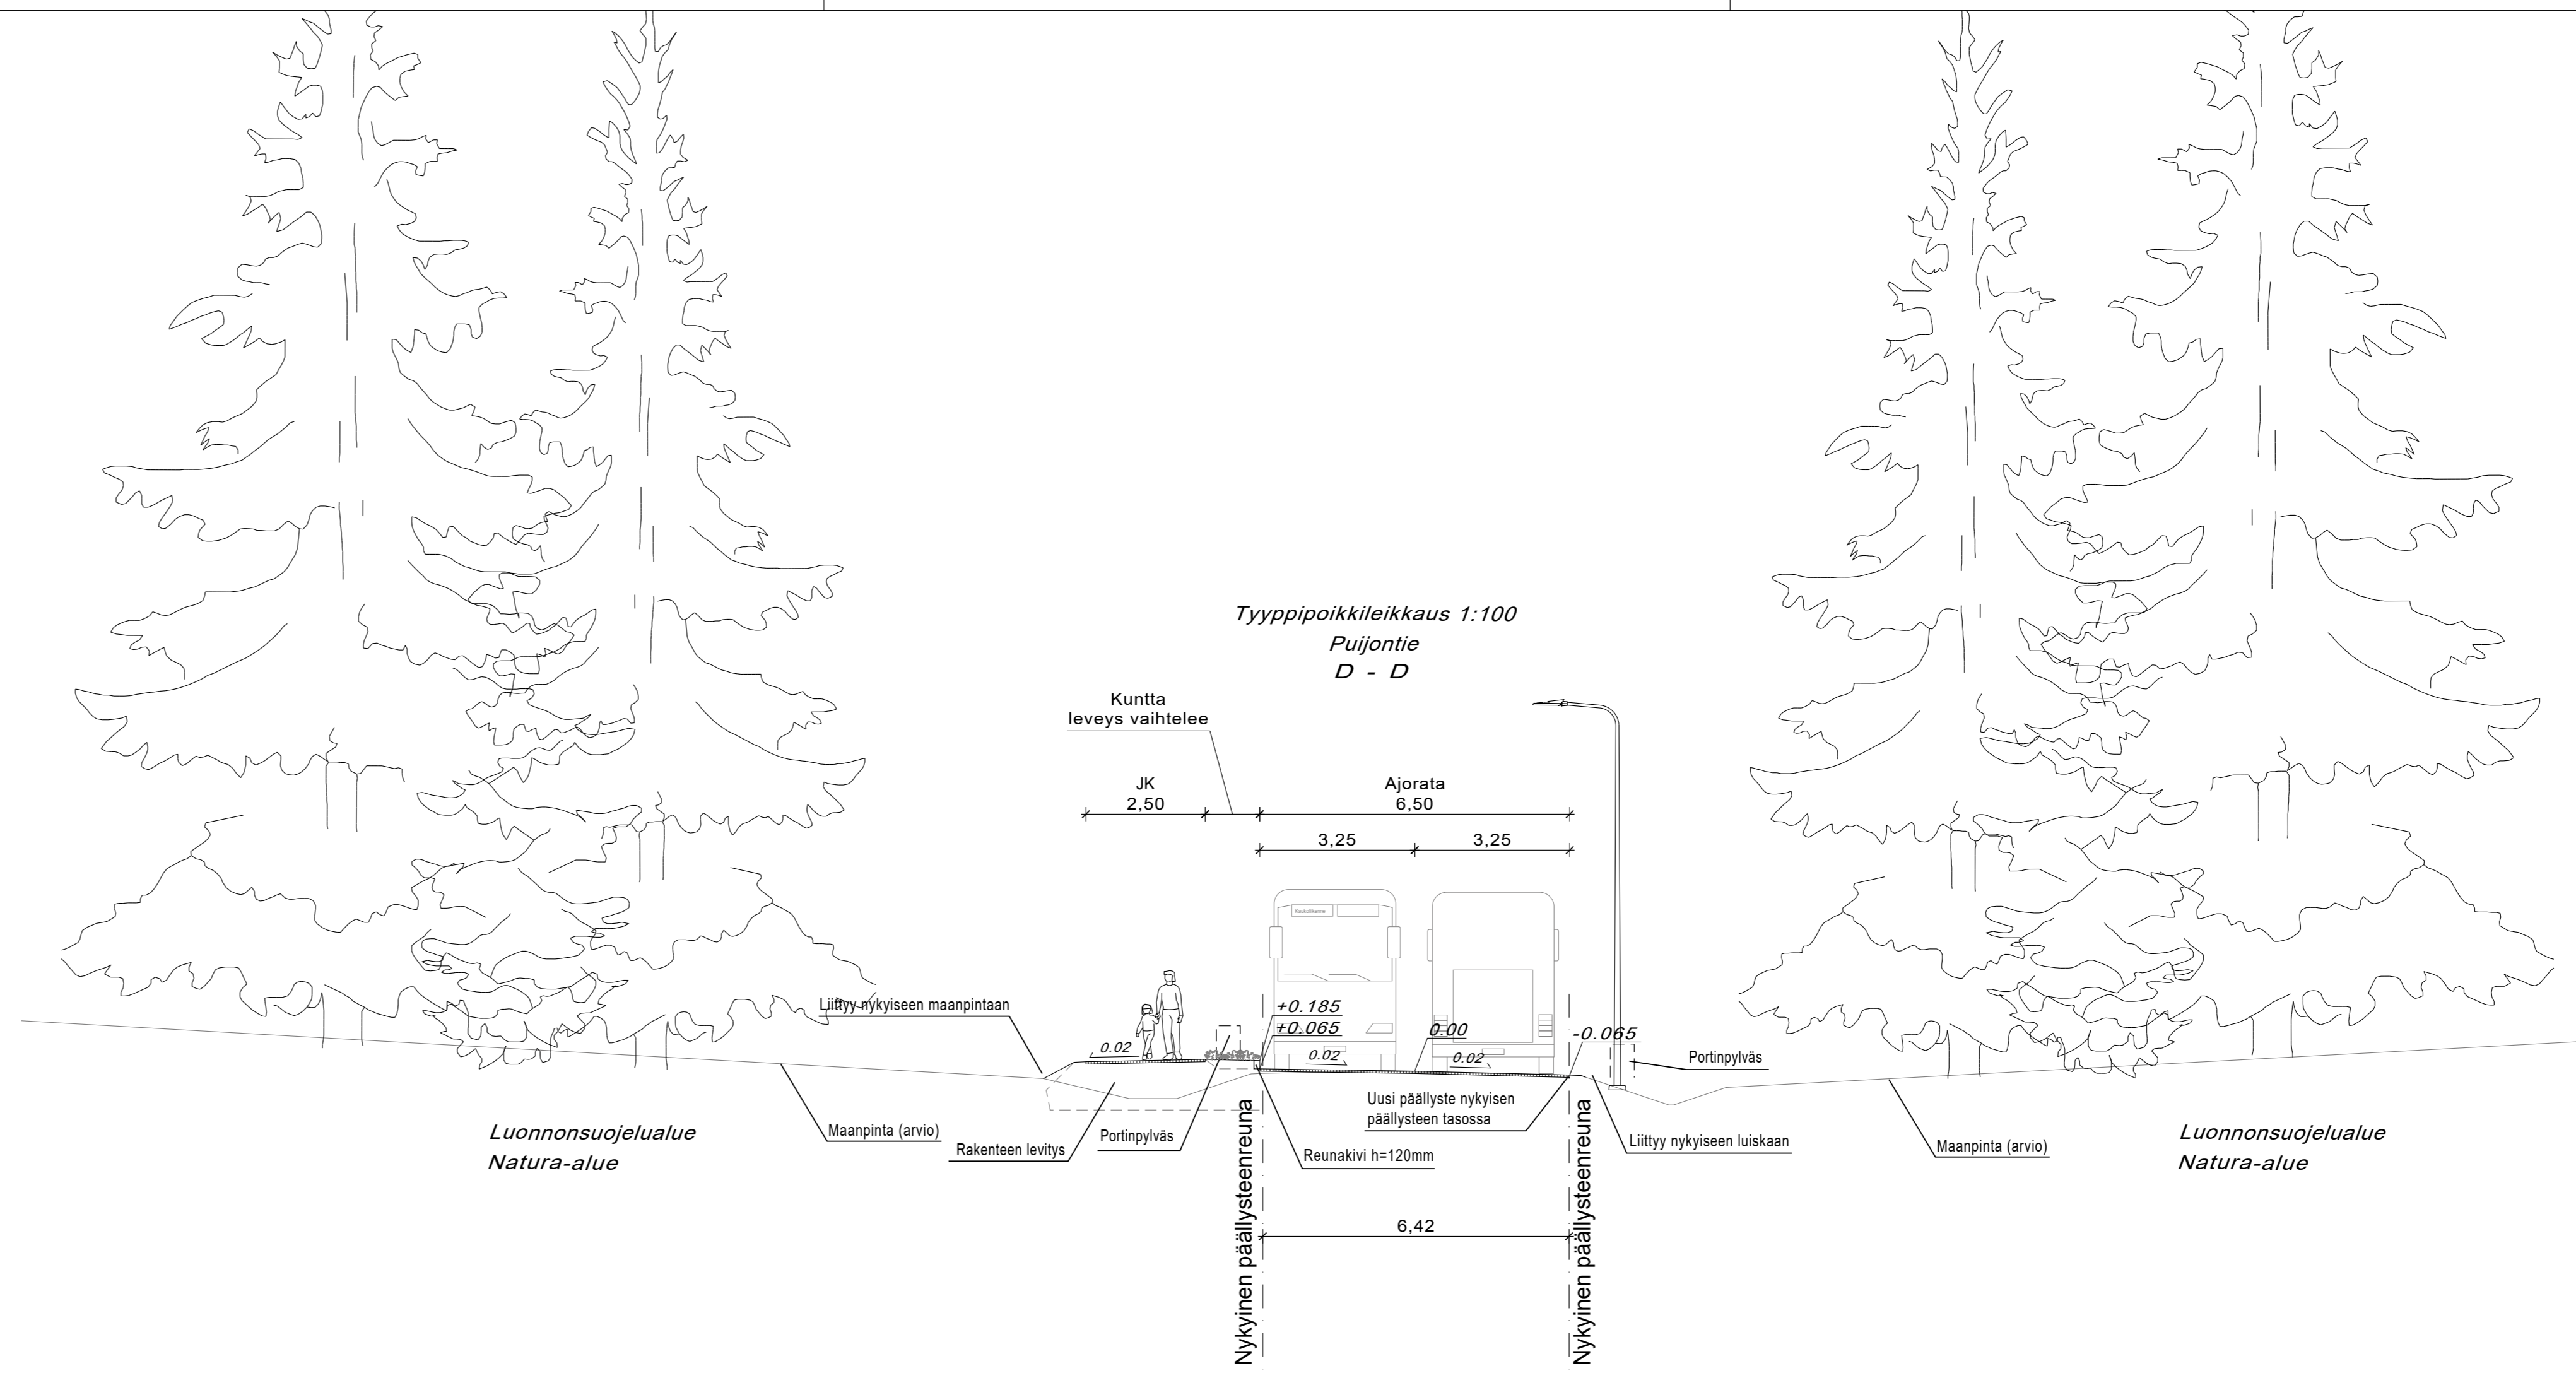 Tyyppipoikkileikkaus 1:100
Puijontie
D - D
Kuntta
leveys vaihtelee
JK
2,50
Ajorata
6,50
3,25
3,25
Kaukoliikenne
Liittyy nykyiseen maanpintaan
+0.185
+0.065
0.00
-0.065
0.02
0.02
0.02
Portinpylväs
Uusi päällyste nykyisen
päällysteen tasossa
Maanpinta (arvio)
Rakenteen levitys
Portinpylväs
Reunakivi h=120mm
Liittyy nykyiseen luiskaan
Maanpinta (arvio)
Luonnonsuojelualue
Natura-alue
Luonnonsuojelualue
Natura-alue
Nykyinen päällysteenreuna
Nykyinen päällysteenreuna
6,42